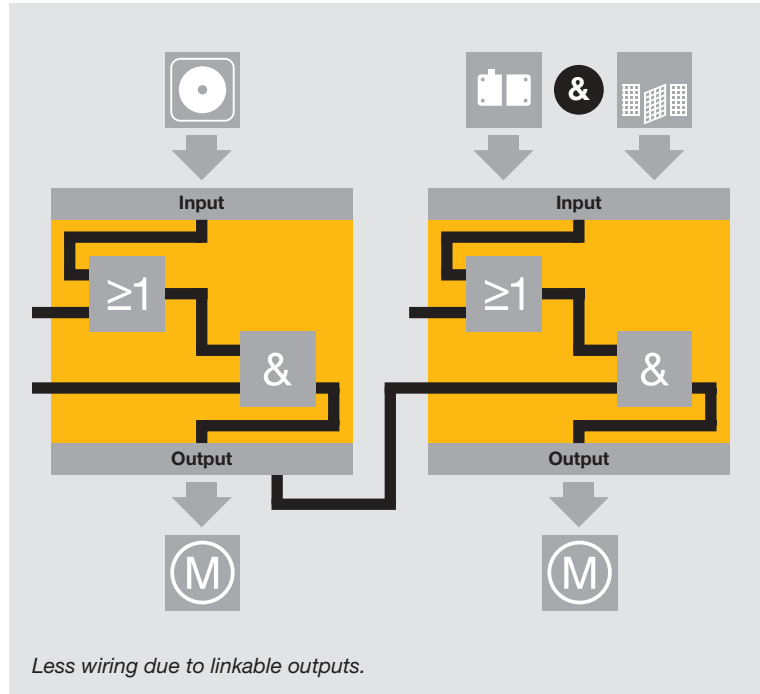 &
Input
Input
≥1
≥1
&
&
Output
Output
M
M
Less wiring due to linkable outputs.